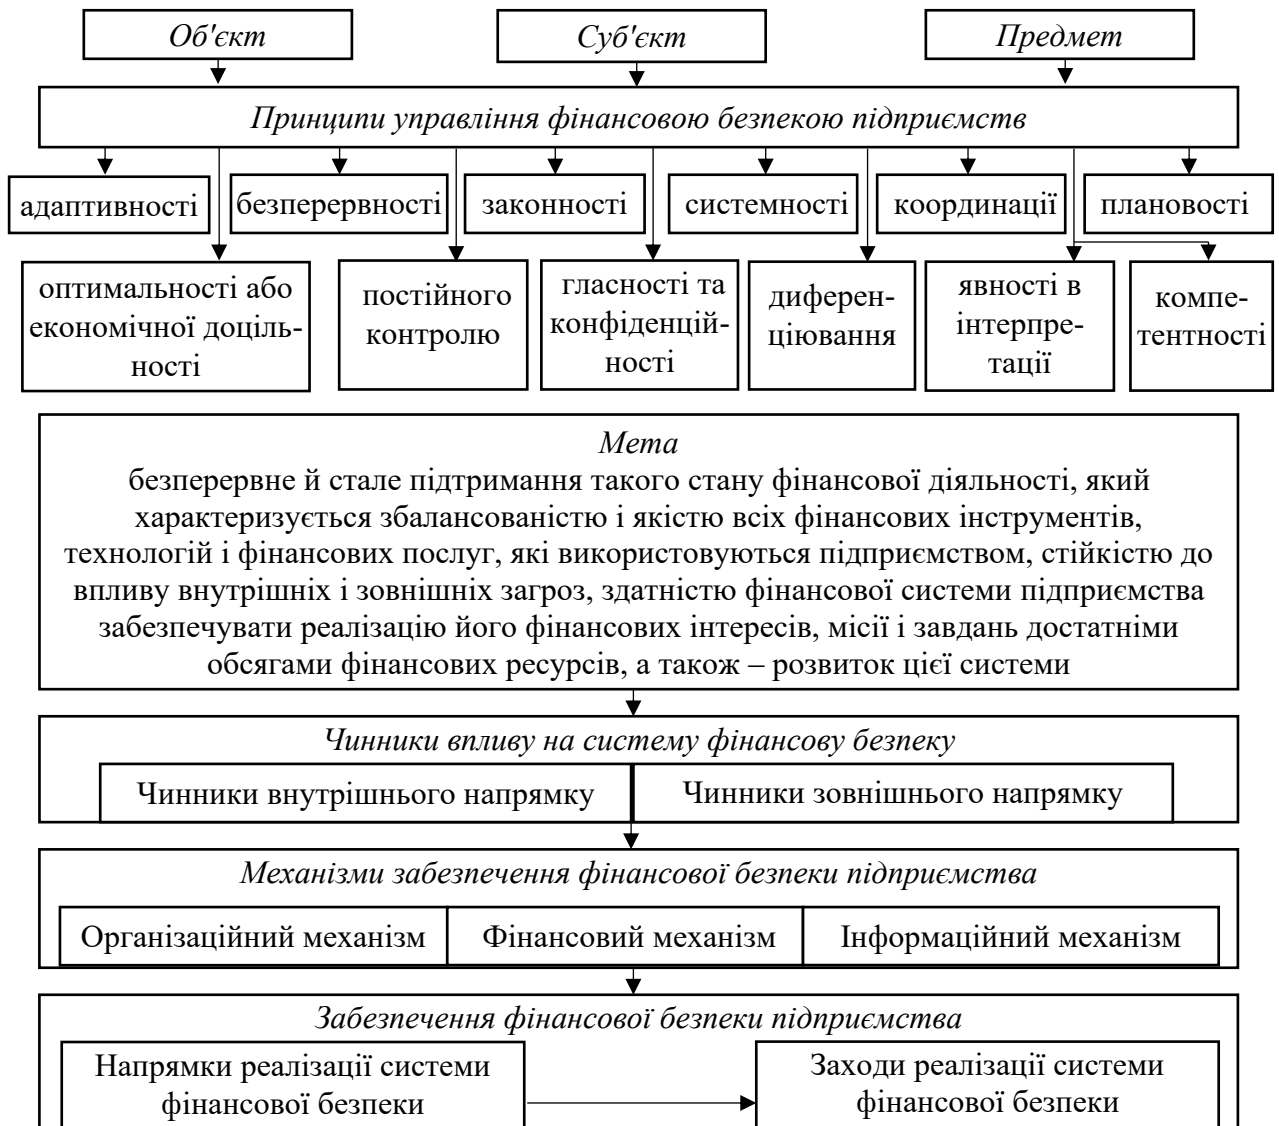 Об'єкт
Суб'єкт
Предмет
Принципи управління фінансовою безпекою підприємств
адаптивності
безперервності
законності
системності
координації
плановості
оптимальності або
економічної доціль-
ності
постійного
контролю
гласності та
конфіденцій-
ності
диферен-
ціювання
явності в
інтерпре-
тації
компе-
тентності
Мета
безперервне й стале підтримання такого стану фінансової діяльності, який
характеризується збалансованістю і якістю всіх фінансових інструментів,
технологій і фінансових послуг, які використовуються підприємством, стійкістю до
впливу внутрішніх і зовнішніх загроз, здатністю фінансової системи підприємства
забезпечувати реалізацію його фінансових інтересів, місії і завдань достатніми
обсягами фінансових ресурсів, а також – розвиток цієї системи
Чинники впливу на систему фінансову безпеку
Чинники внутрішнього напрямку
Чинники зовнішнього напрямку
Механізми забезпечення фінансової безпеки підприємства
Організаційний механізм
Фінансовий механізм
Інформаційний механізм
Забезпечення фінансової безпеки підприємства
Напрямки реалізації системи
фінансової безпеки
Заходи реалізації системи
фінансової безпеки